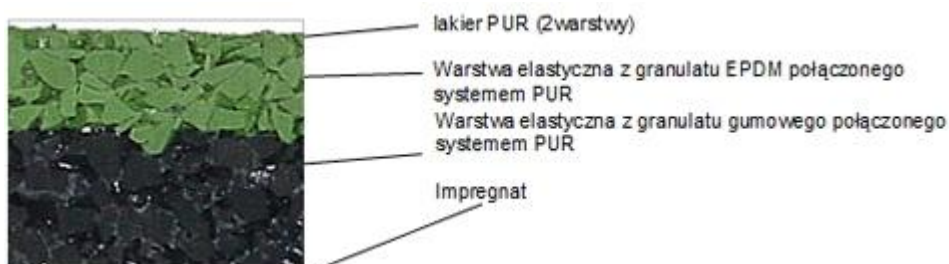 lakier PUR (2warstwy)
Warstwa elastyczna z granulatu EPDM połączonego
systemem PUR
Warstwa elastyczna z granulatu gumowego połączonego
systemem PUR
Impregnat